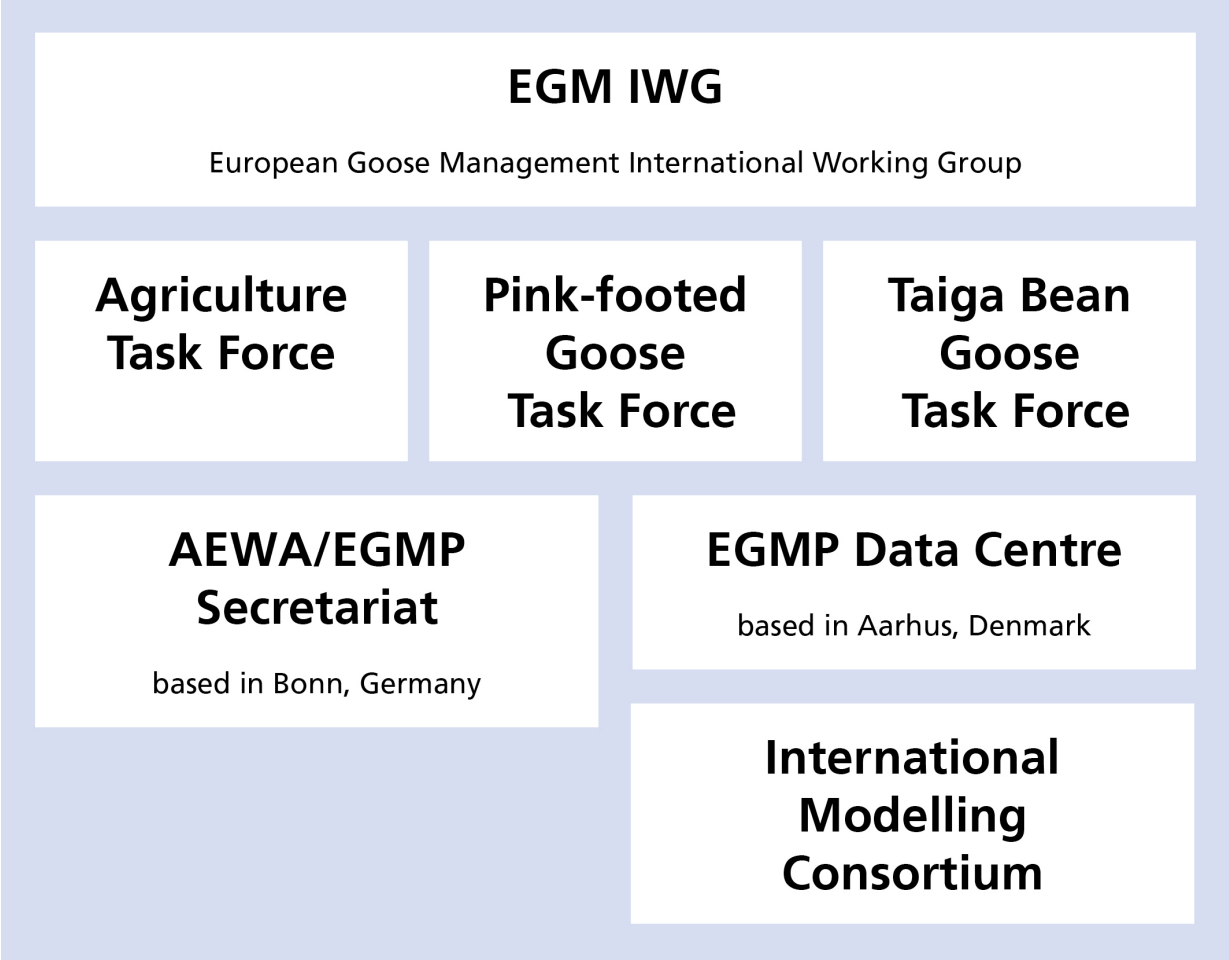 EGM IWG
European Goose Management International Working Group
Agriculture
Task Force
Pink-footed
Goose
Task Force
Taiga Bean
Goose
Task Force
AEWA/EGMP
Secretariat
based in Bonn, Germany
EGMP Data Centre
based in Aarhus, Denmark
International
Modelling
Consortium